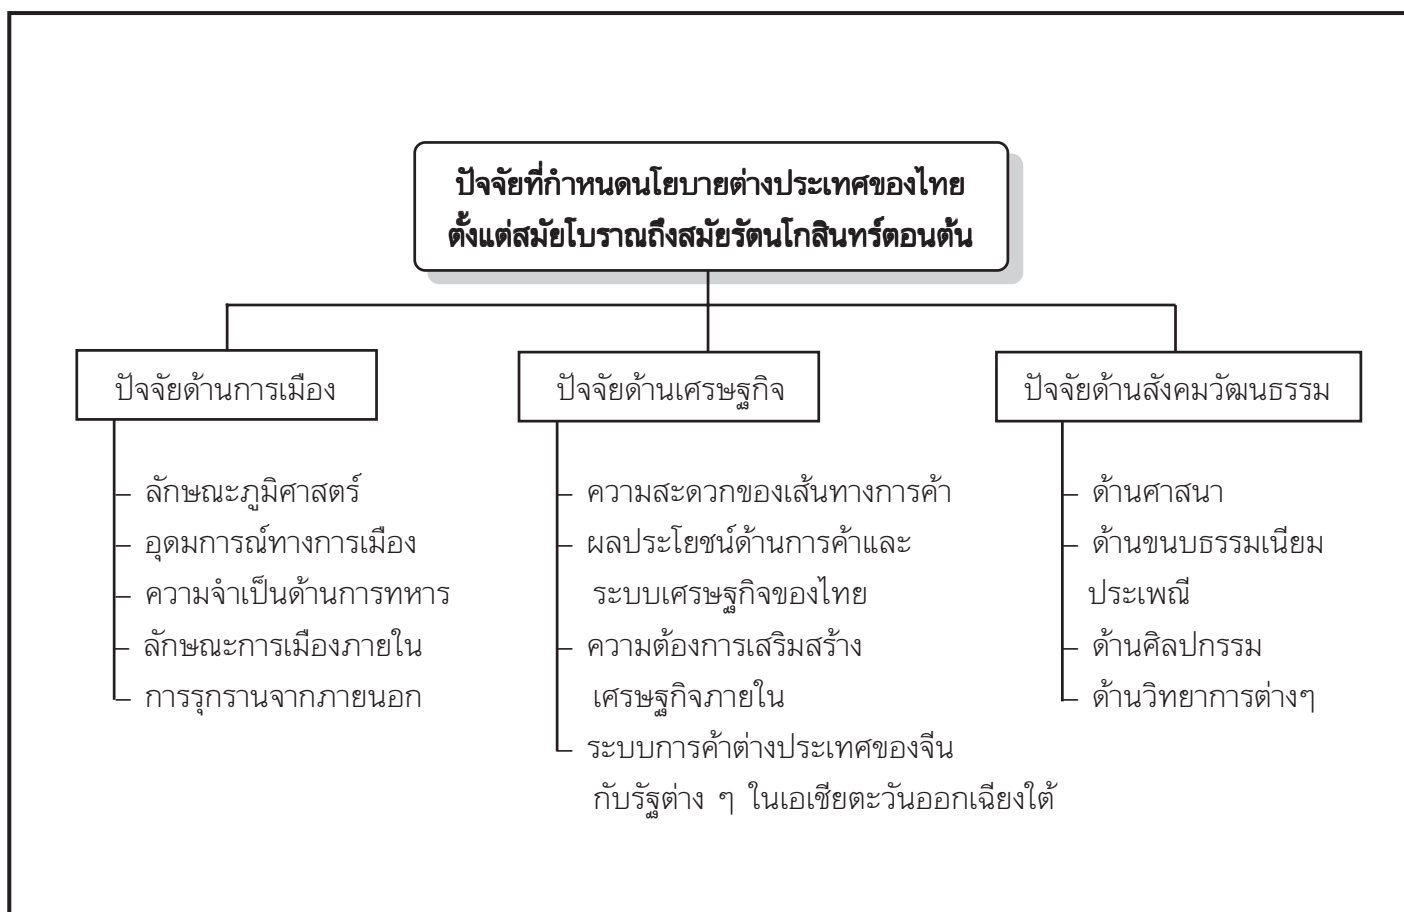 ปัจจัยที่กำหนดนโยบายต่างประเทศของไทย
ตั้งแต่สมัยโบราณถึงสมัยรัตนโกสินทร์ตอนต้น
ปัจจัยด้านการเมือง
– ลักษณะภูมิศาสตร์
– อุดมการณ์ทางการเมือง
– ความจำเป็นด้านการทหาร
– ลักษณะการเมืองภายใน
– การรุกรานจากภายนอก
ปัจจัยด้านเศรษฐกิจ
– ความสะดวกของเส้นทางการค้า
– ผลประโยชน์ด้านการค้าและ
ระบบเศรษฐกิจของไทย
– ความต้องการเสริมสร้าง
เศรษฐกิจภายใน
– ระบบการค้าต่างประเทศของจีน
กับรัฐต่าง ๆ ในเอเชียตะวันออกเฉียงใต้
ปัจจัยด้านสังคมวัฒนธรรม
– ด้านศาสนา
– ด้านขนบธรรมเนียม
ประเพณี
– ด้านศิลปกรรม
– ด้านวิทยาการต่างๆ